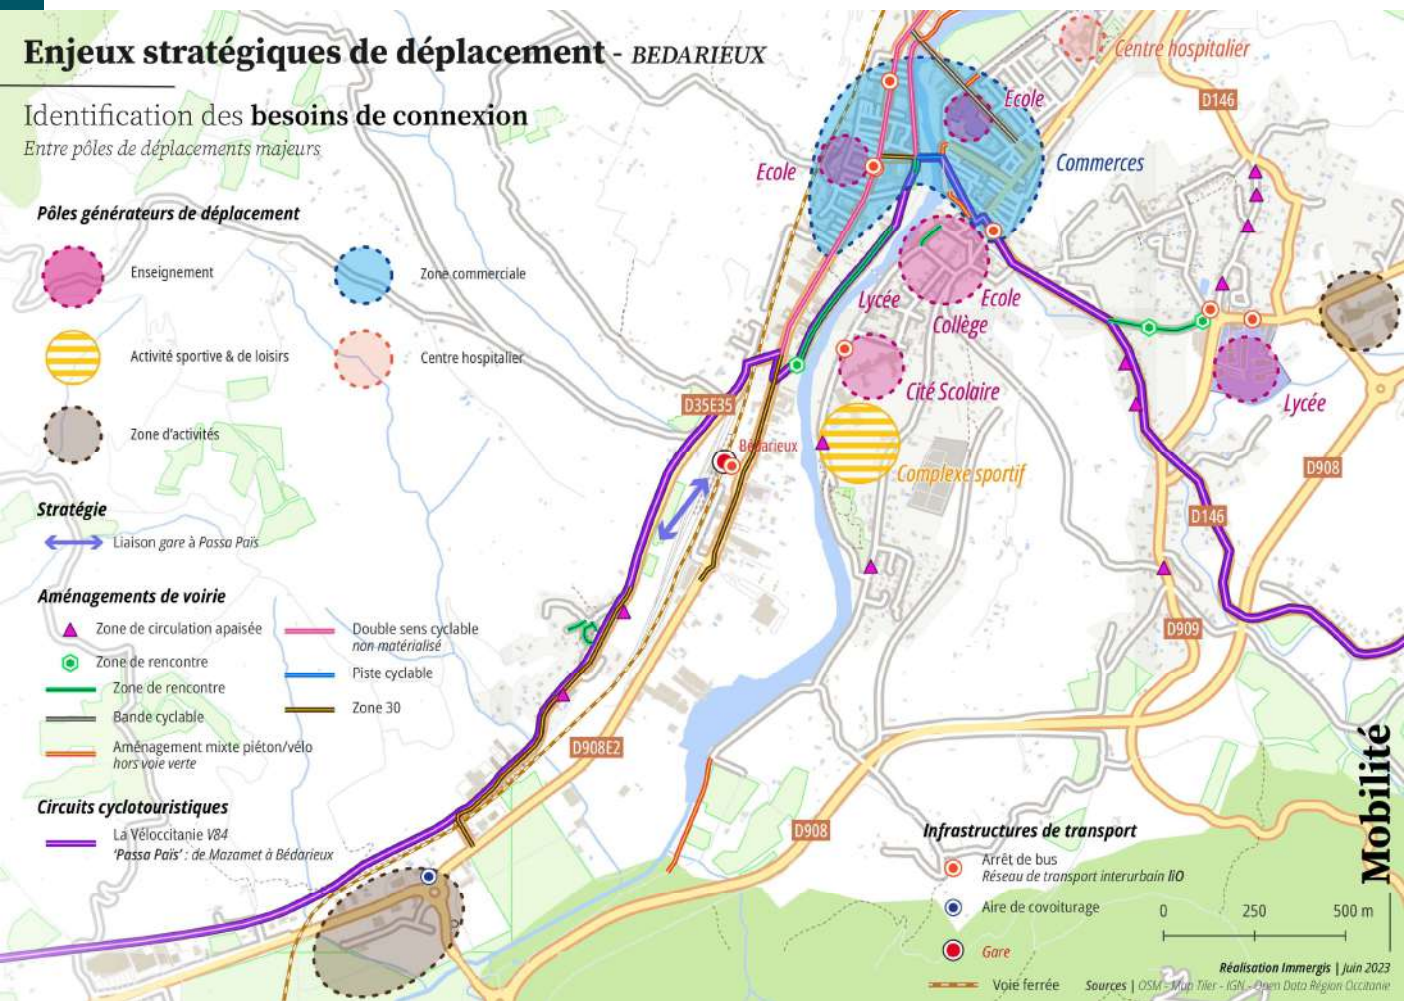 Enjeux stratégiques de déplacement - BEDARIEUX
Identification des besoins de connexion
Entre pôles de déplacements majeurs
Pôles générateurs de déplacement
Enseignement
Zone commerciale
Activité sportive & de loisirs
Centre hospitalier
Zone d'activités
Stratégie
Liaison gare à Passa Païs
Aménagements de voirie
Zone de circulation apaisée
Zone de rencontre
Zone de rencontre
Bande cyclable
Aménagement mixte piéton/vélo
hors voie verte
Double sens cyclable
non matérialisé
Piste cyclable
Zone 30
Circuits cyclotouristiques
La Véloccitanie V84
'Passa Païs' : de Mazamet à Bédarieux
Centre hospitalier
D146
Ecole
Ecole
Commerces
Lycée
Ecole
Collège
Cité Scolaire
Lycée
D35E35
Bédarieux
Complexe sportif
D908
D146
D909
D908E2
D908
Infrastructures de transport
Arrêt de bus
Réseau de transport interurbain liO
Aire de covoiturage
Gare
Voie ferrée
Mobilité
0 250 500 m
Réalisation Immergis | Juin 2023
Sources | OSM - Map Tiler - IGN - Open Data Région Occitanie